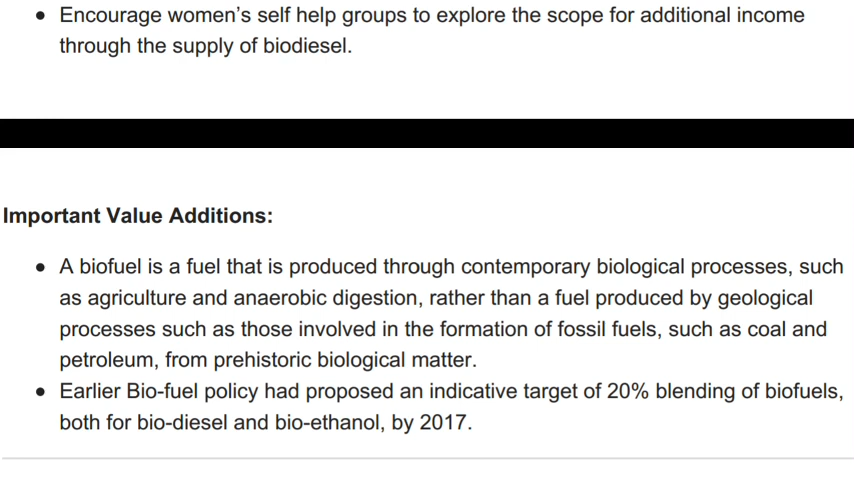 ● Encourage women's self help groups to explore the scope for additional income
through the supply of biodiesel.
Important Value Additions:
● A biofuel is a fuel that is produced through contemporary biological processes, such
as agriculture and anaerobic digestion, rather than a fuel produced by geological
processes such as those involved in the formation of fossil fuels, such as coal and
petroleum, from prehistoric biological matter.
● Earlier Bio-fuel policy had proposed an indicative target of 20% blending of biofuels,
both for bio-diesel and bio-ethanol, by 2017.